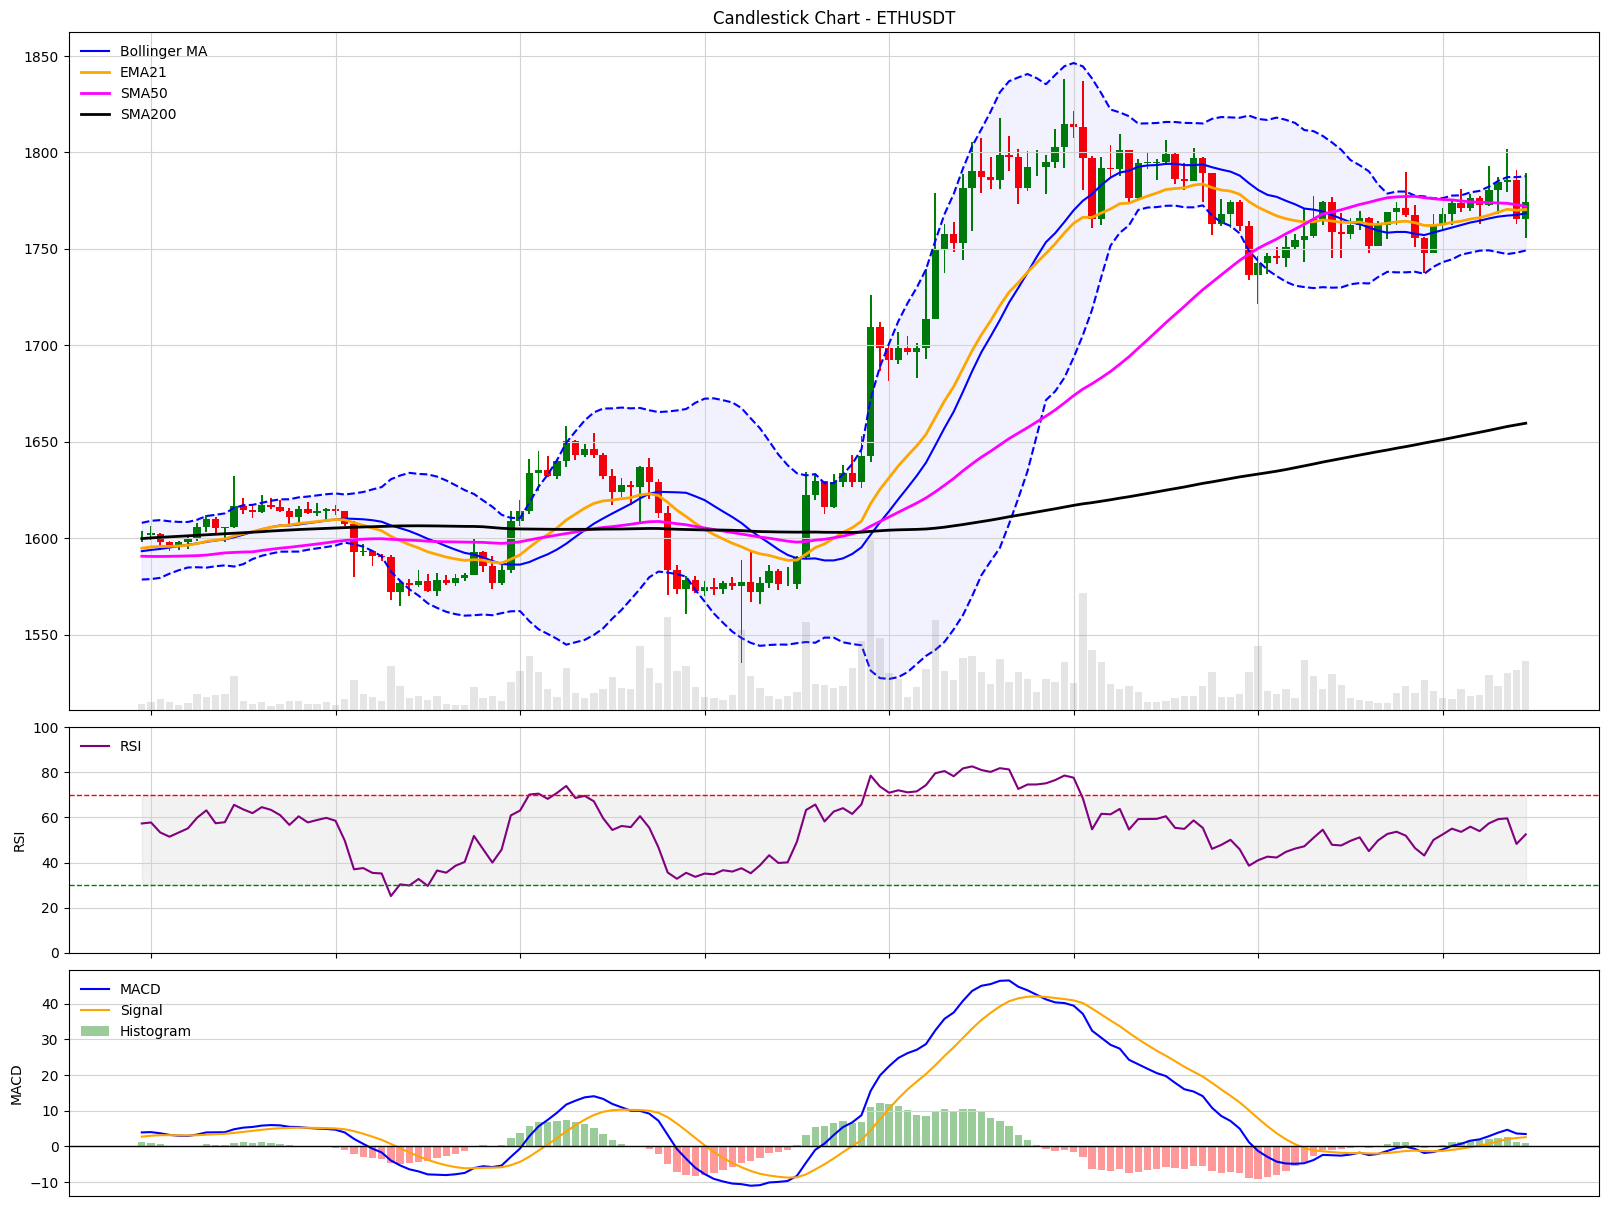 Candlestick Chart - ETHUSDT
Bollinger MA
EMA21
SMA50
SMA200
1850
1800
1750
1700
1650
1600
1550
RSI
RSI
100
80
60
40
20
0
MACD
Signal
Histogram
MACD
40
30
20
10
0
−10